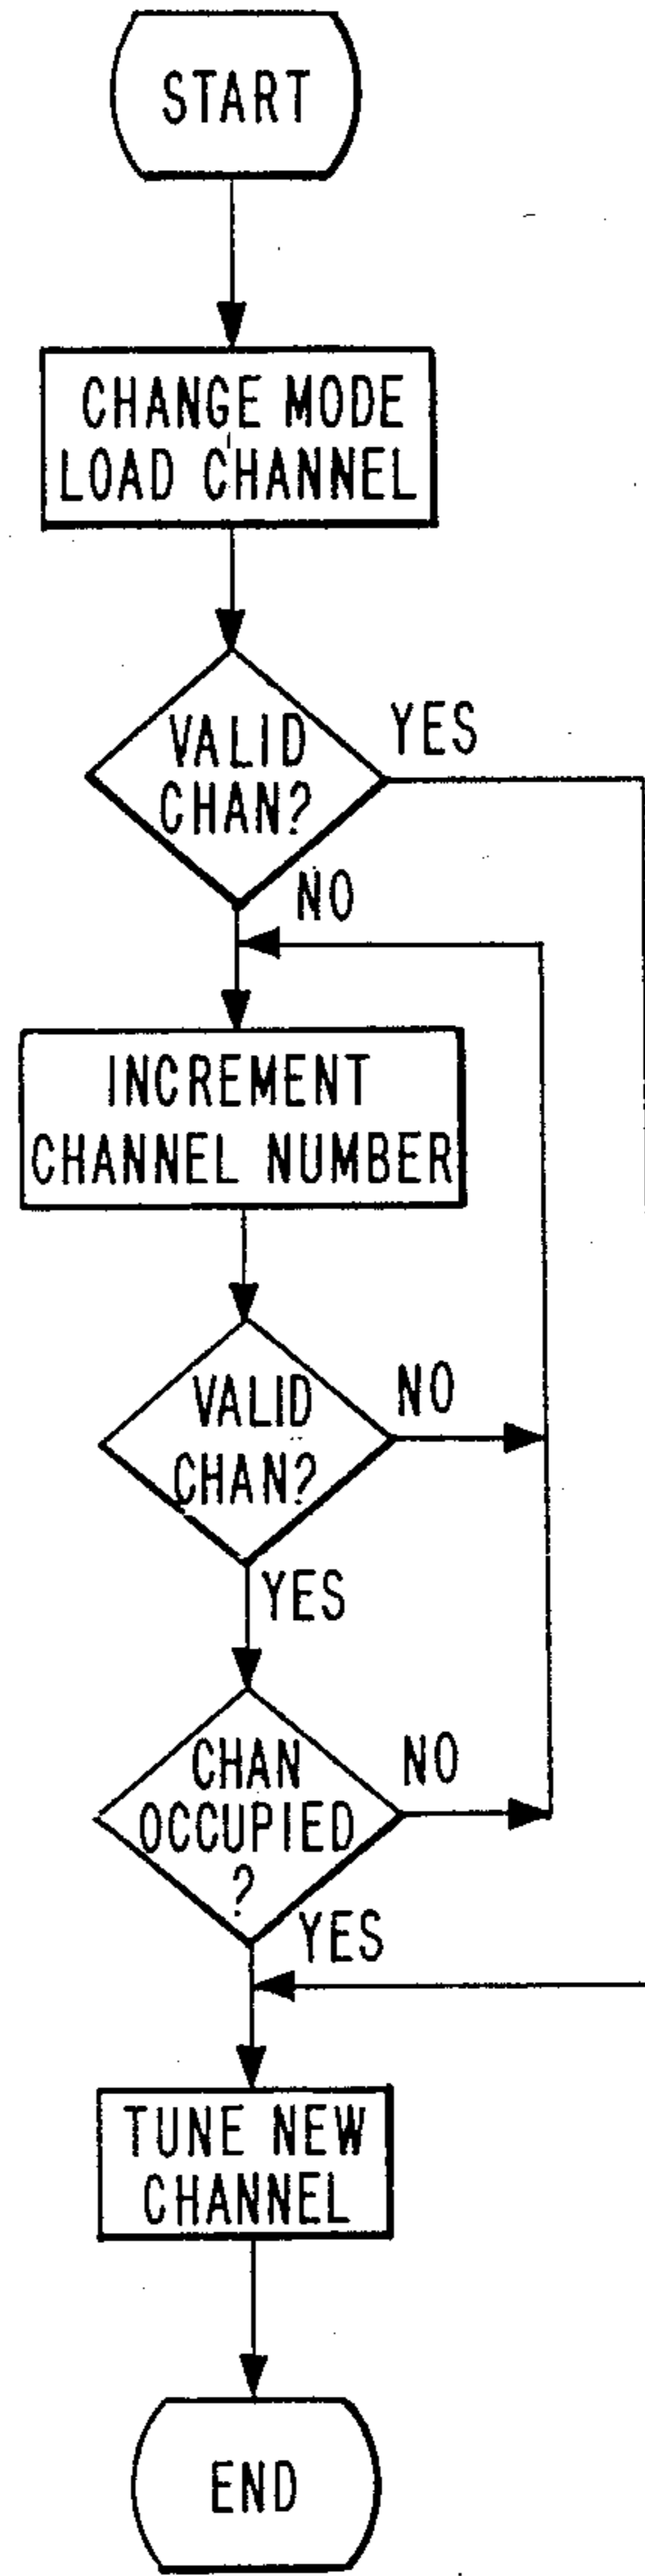 START
CHANGE MODE
LOAD CHANNEL
VALID
CHAN?
YES
NO
INCREMENT
CHANNEL NUMBER
VALID
CHAN?
NO
YES
CHAN
OCCUPIED
?
NO
YES
TUNE NEW
CHANNEL
END